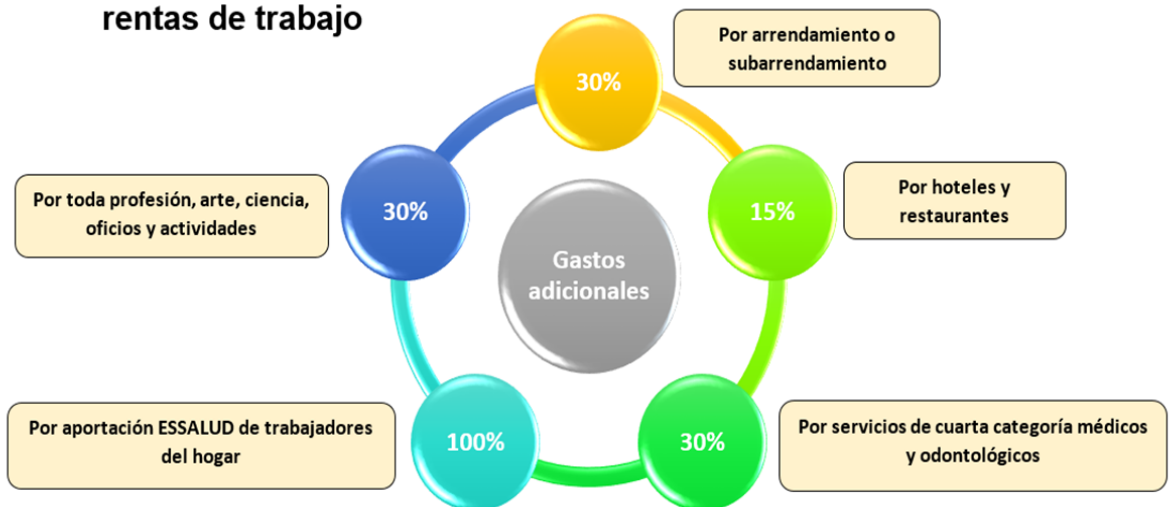 rentas de trabajo
30%
Por arrendamiento o
subarrendamiento
15%
Por hoteles y
restaurantes
30%
Por servicios de cuarta categoría médicos
y odontológicos
100%
Por aportación ESSALUD de trabajadores
del hogar
30%
Por toda profesión, arte, ciencia,
oficios y actividades
Gastos
adicionales